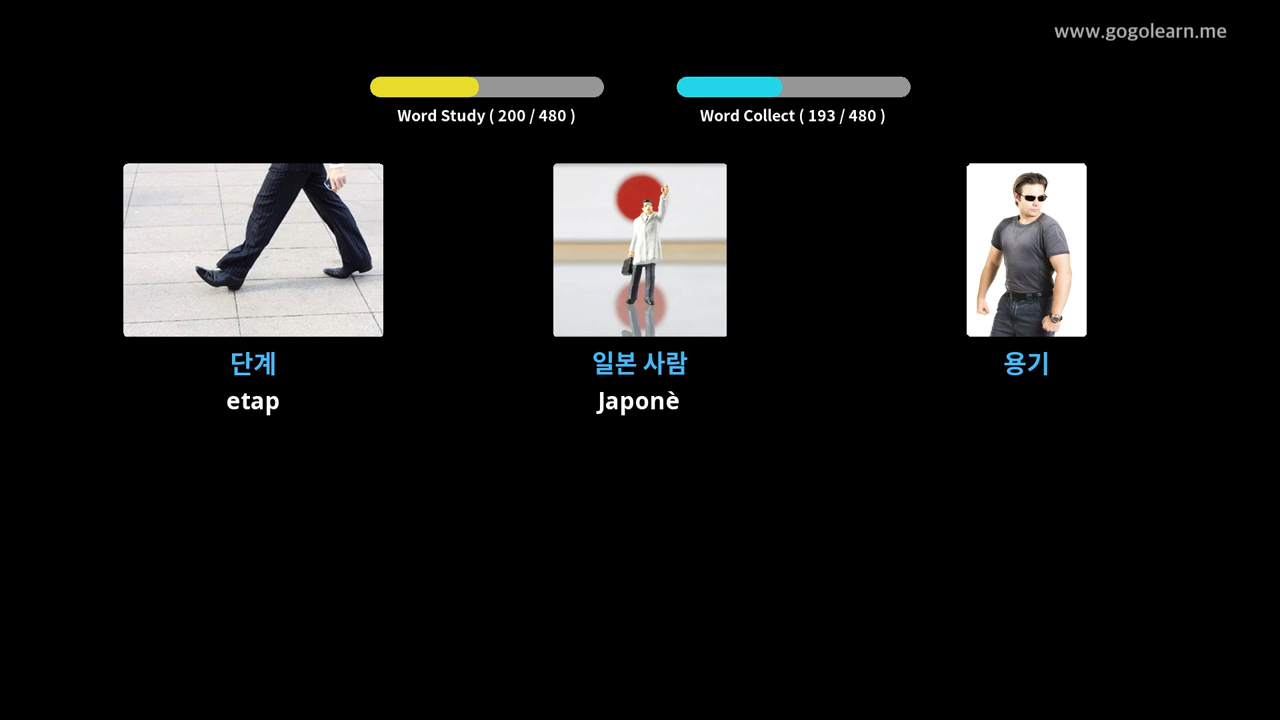 www.gogolearn.me
Word Study ( 200 / 480 )
Word Collect ( 193 / 480 )
단계
etap
일본 사람
Japonè
용기